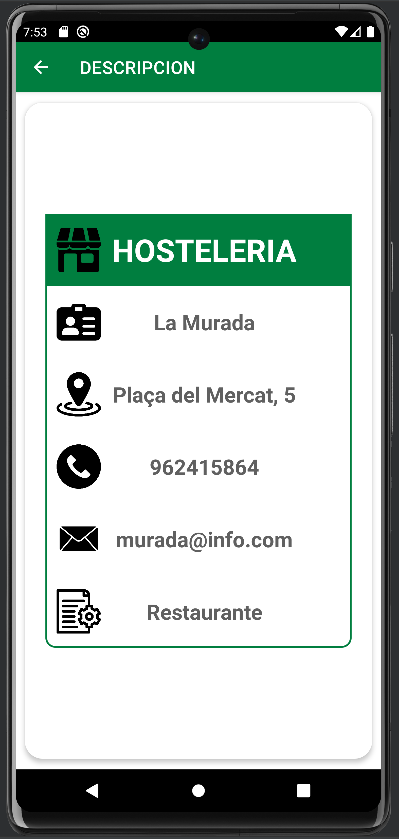 7:53
DESCRIPCION
HOSTELERIA
La Murada
Plaça del Mercat, 5
962415864
murada@info.com
Restaurante